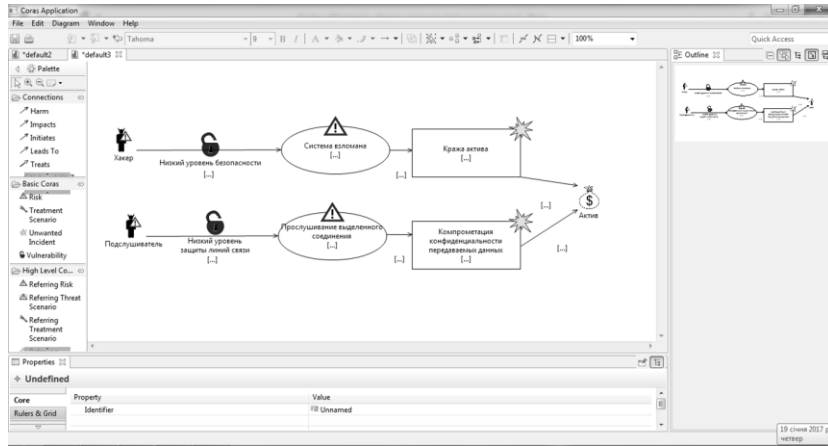 Coras Application
File Edit Diagram Window Help
Tahoma 9 B I A 100% Quick Access
*default2 *default3
Outline
Palette
Connections
Harm
Impacts
Initiates
Leads To
Treats
Basic Coras
Risk
Treatment
Scenario
Unwanted
Incident
Vulnerability
High Level Co...
Referring Risk
Referring Threat
Scenario
Referring
Treatment
Scenario
Хакер
Низкий уровень безопасности
[...]
Система взломана
[...]
[...]
Кража актива
[...]
[...]
$
Актив
Подслушиватель
Низкий уровень
защиты линий связи
[...]
Прослушивание выделенного
соединения
[...]
[...]
Компрометация
конфиденциальности
передаваемых данных
[...]
[...]
Properties
Undefined
Core
Rulers & Grid
Property Value
Identifier Unnamed
19 січня 2017 р
четвер